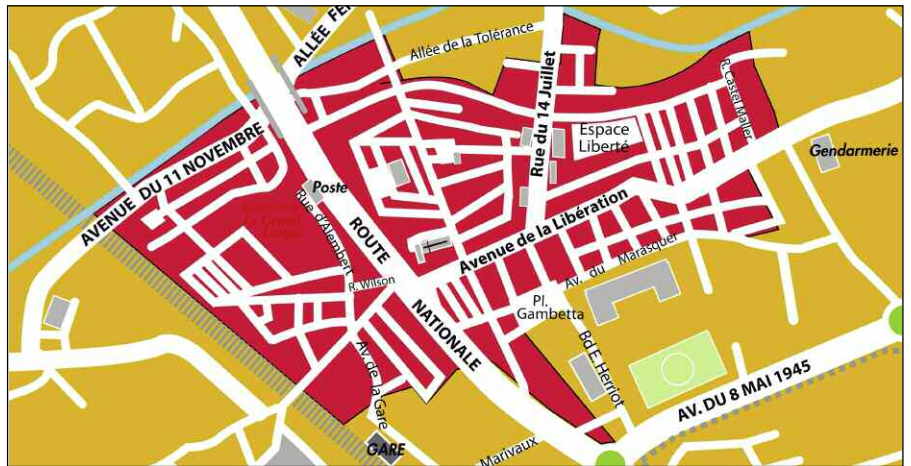 ALLÉE
Allée de la Tolérance
Rue du 14 Juillet
R. Castel Mailler
Espace
Liberté
Gendarmerie
AVENUE DU 11 NOVEMBRE
Poste
Rue d'Alembert
ROUTE
NATIONALE
Avenue de la Libération
R. Wilson
Av. du Marasquer
Pl.
Gambetta
Bd E. Herriot
Av. de la Gare
AV. DU 8 MAI 1945
GARE
Marivaux